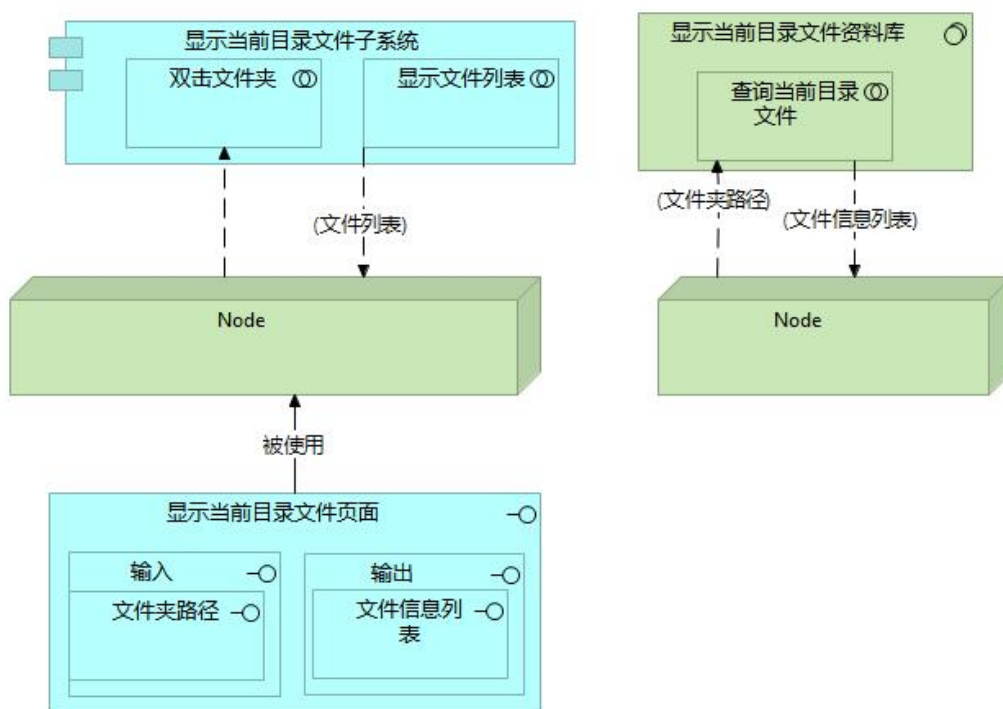 显示当前目录文件子系统
双击文件夹
显示文件列表
(文件列表)
Node
被使用
显示当前目录文件页面
输入
文件夹路径
输出
文件信息列
表
显示当前目录文件资料库
查询当前目录
文件
(文件夹路径)
(文件信息列表)
Node